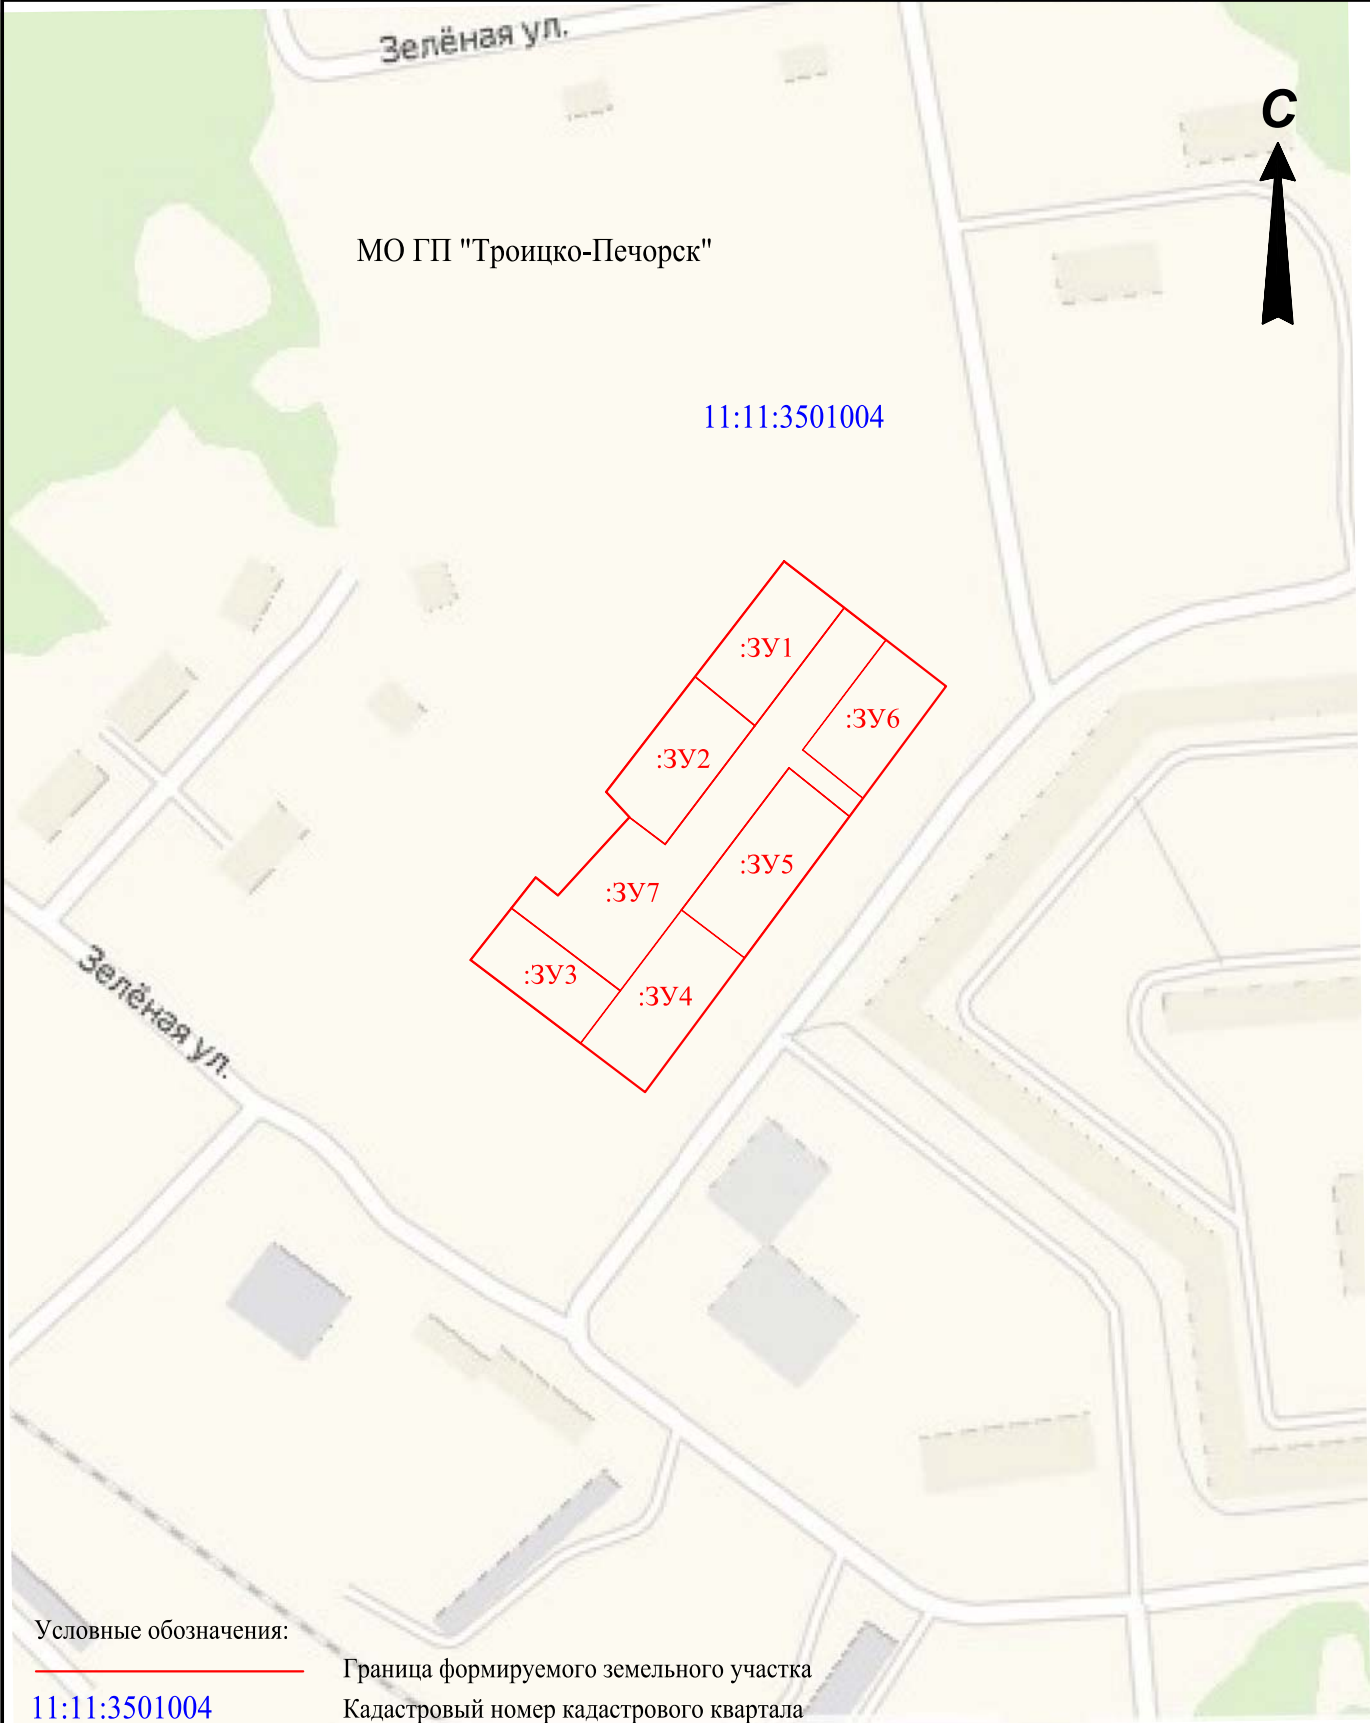 Зелёная ул.
С
МО ГП "Троицко-Печорск"
11:11:3501004
:ЗУ1
:ЗУ6
:ЗУ2
:ЗУ5
:ЗУ7
:ЗУ3
:ЗУ4
Зелёная ул.
Условные обозначения:
Граница формируемого земельного участка
11:11:3501004 Кадастровый номер кадастрового квартала